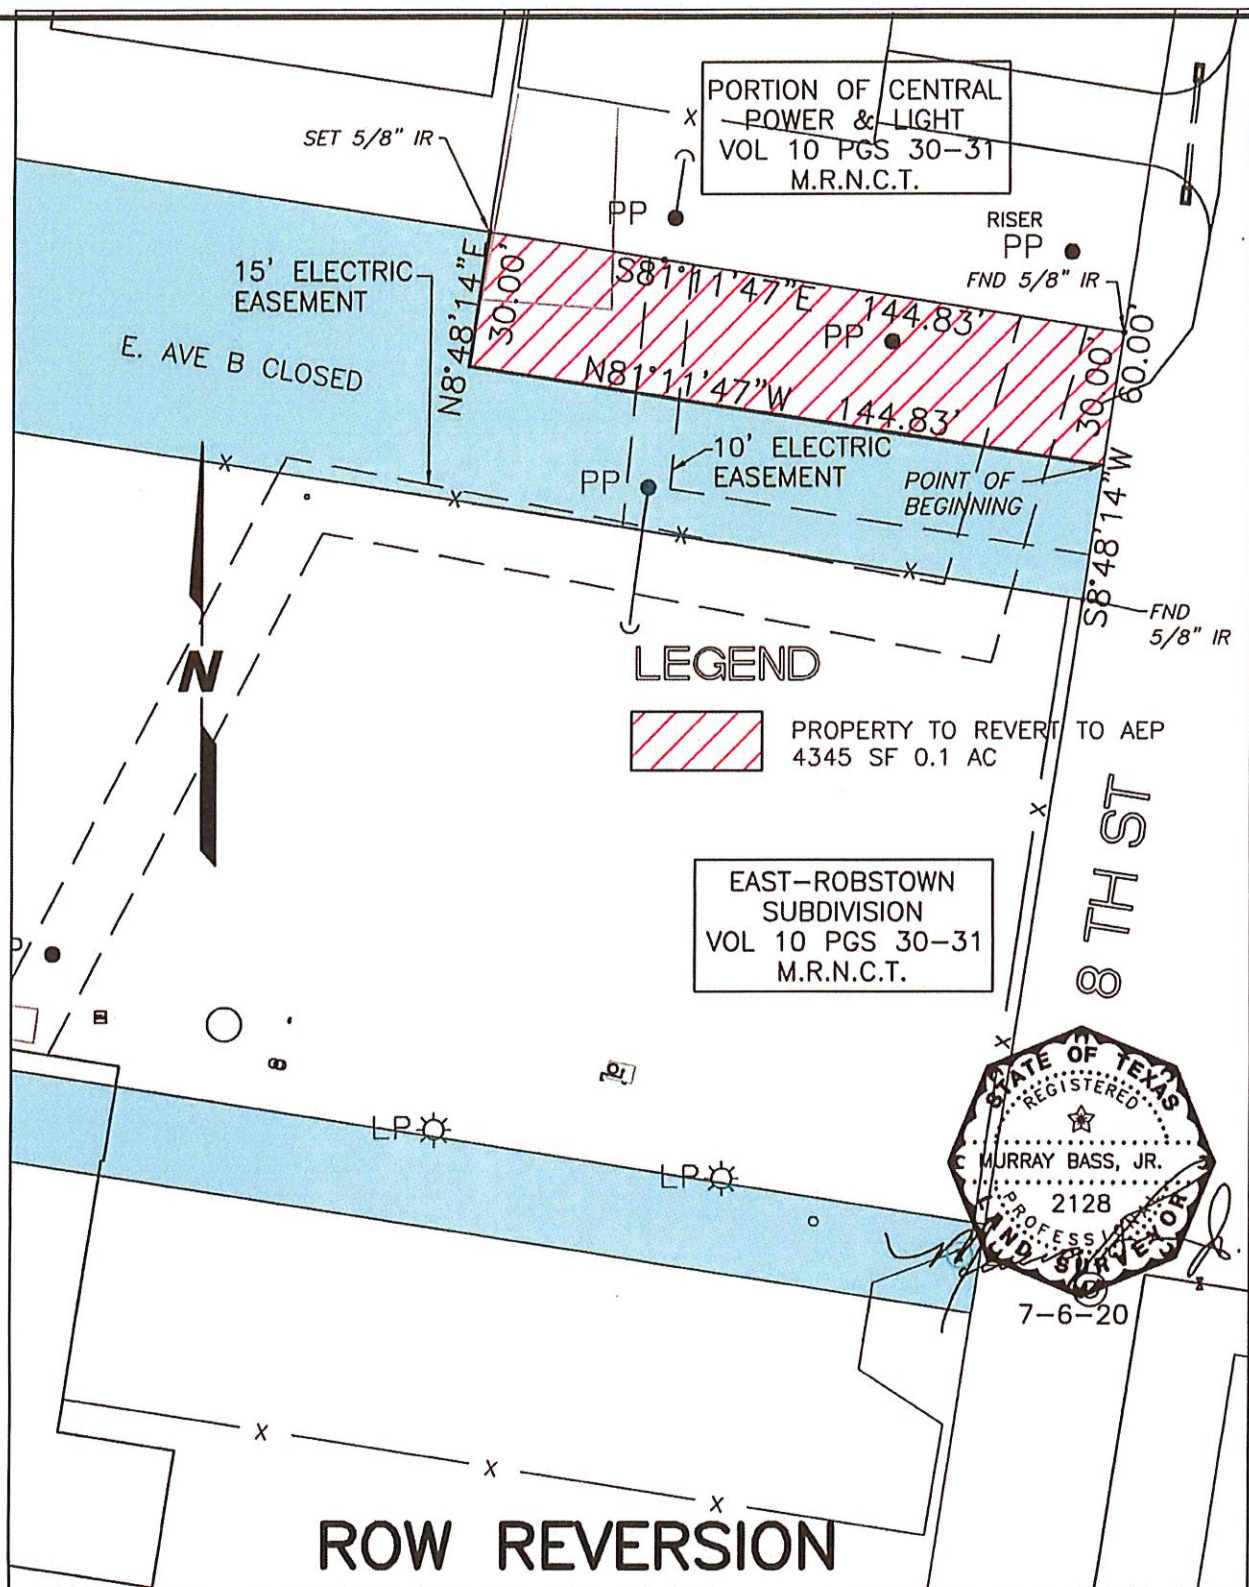 PORTION OF CENTRAL
POWER & LIGHT
VOL 10 PGS 30-31
M.R.N.C.T.
SET 5/8" IR
PP
RISER
PP
FND 5/8" IR
15' ELECTRIC
EASEMENT
E. AVE B CLOSED
N8°48'14"E
30.00'
S81°11'47"E 144.83'
PP
N81°11'47"W 144.83'
30.00'
60.00'
S8°48'14"W
10' ELECTRIC
EASEMENT
PP
POINT OF
BEGINNING
FND
5/8" IR
X
X
X
X
X
N
LEGEND
PROPERTY TO REVERT TO AEP
4345 SF 0.1 AC
X
8 TH ST
EAST-ROBSTOWN
SUBDIVISION
VOL 10 PGS 30-31
M.R.N.C.T.
P
X
LP
LP
STATE OF TEXAS
REGISTERED
MURRAY BASS, JR.
2128
PROFESSIONAL
LAND SURVEYOR
7-6-20
X
X
X
ROW REVERSION